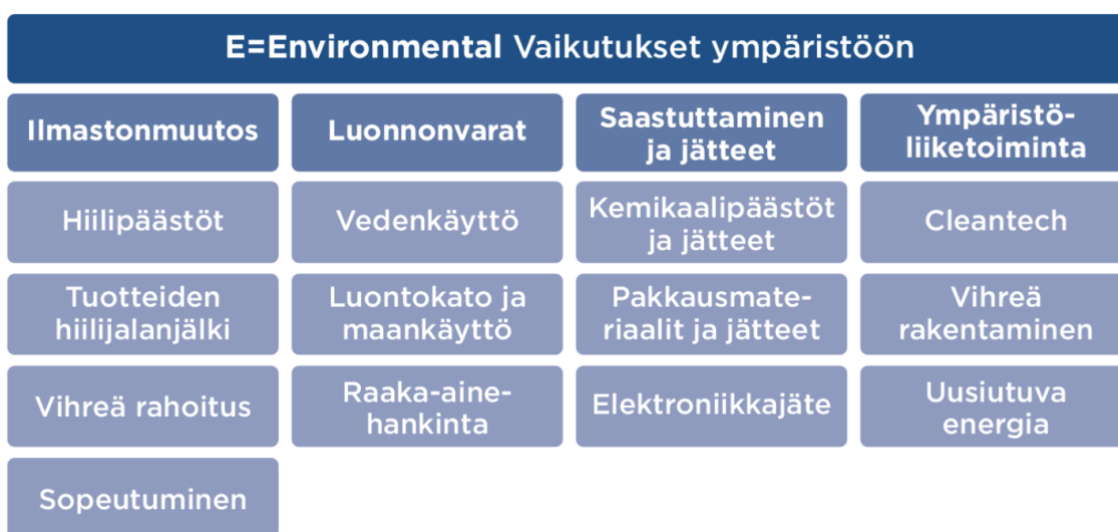 E=Environmental Vaikutukset ympäristöön
Ilmastonmuutos
Luonnonvarat
Saastuttaminen
ja jätteet
Ympäristö-
liiketoiminta
Hiilipäästöt
Vedenkäyttö
Kemikaalipäästöt
ja jätteet
Cleantech
Tuotteiden
hiilijalanjälki
Luontokato ja
maankäyttö
Pakkausmate-
riaalit ja jätteet
Vihreä
rakentaminen
Vihreä rahoitus
Raaka-aine-
hankinta
Elektroniikkajäte
Uusiutuva
energia
Sopeutuminen